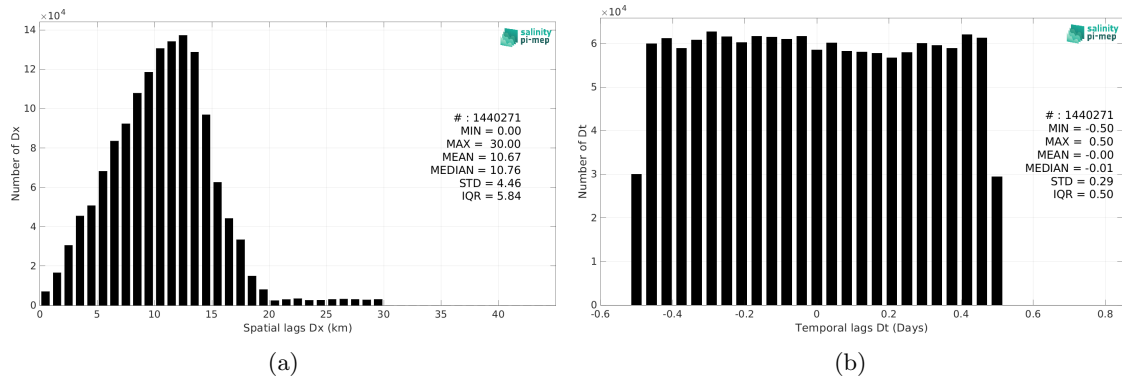 ×10⁴
14
12
10
8
6
4
2
0
Number of Dx
0 5 10 15 20 25 30 35 40
Spatial lags Dx (km)
salinity
pi-mep
# : 1440271
MIN = 0.00
MAX = 30.00
MEAN = 10.67
MEDIAN = 10.76
STD = 4.46
IQR = 5.84
(a)
×10⁴
6
5
4
3
2
1
0
Number of Dt
-0.6 -0.4 -0.2 0 0.2 0.4 0.6 0.8
Temporal lags Dt (Days)
salinity
pi-mep
# : 1440271
MIN = -0.50
MAX = 0.50
MEAN = -0.00
MEDIAN = -0.01
STD = 0.29
IQR = 0.50
(b)